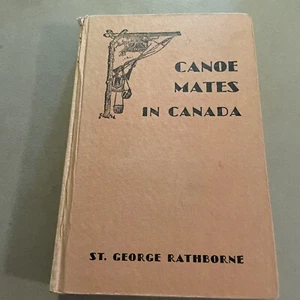 CANOE
MATES
IN CANADA
ST. GEORGE RATHBORNE